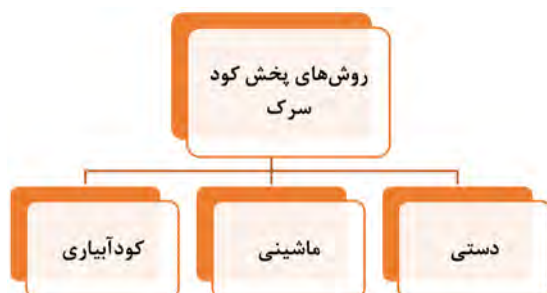 روش‌های پخش کود
سرک
دستی
ماشینی
کودآبیاری